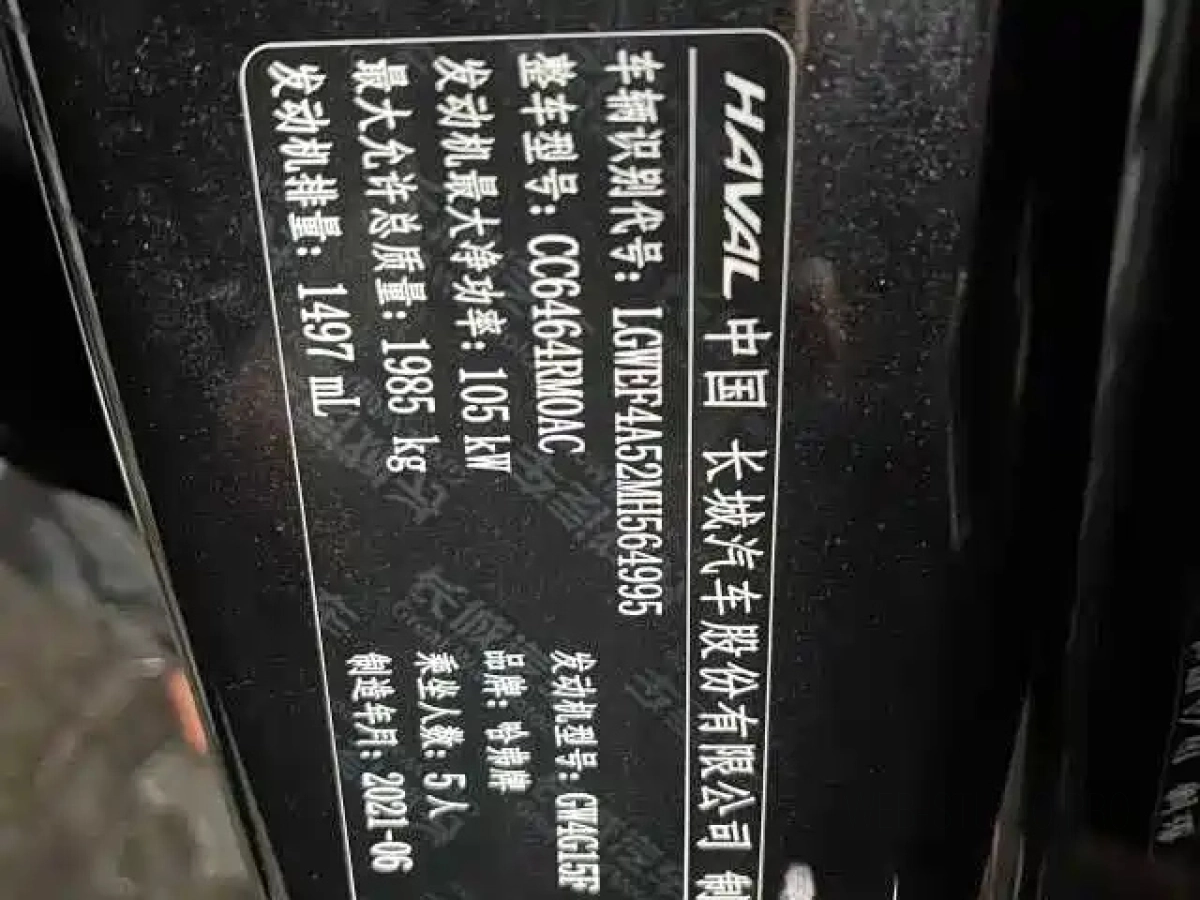 HAVAL 中国 长城汽车股份有限公司 制
车辆识别代号：LGWEF4A52MH564995
整车型号：CC6464RM0AC
发动机型号：GW4G15F
发动机最大净功率：105 kW
品牌：哈弗牌
最大允许总质量：1985 kg
乘坐人数：5人
发动机排量：1497 mL
制造年月：2021-06